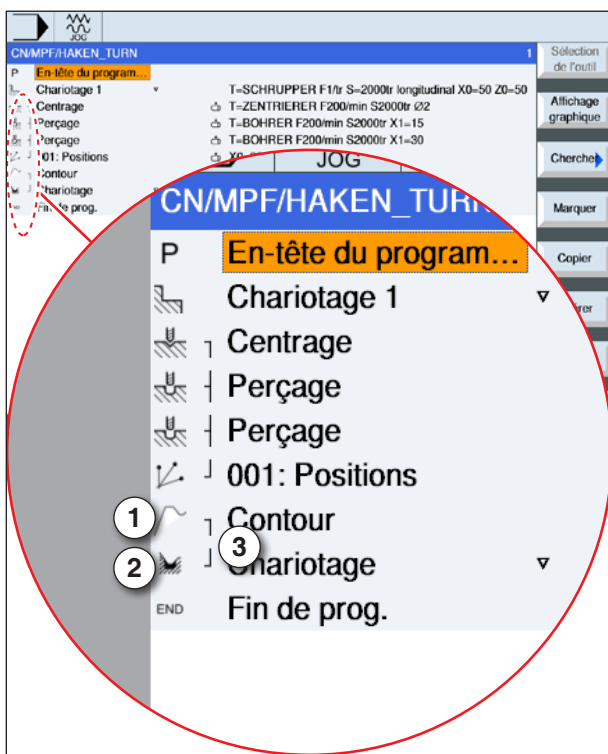 JOG
CN/MPF/HAKEN_TURN 1
P En-tête du program...
Chariotage 1 T=SCHRUPPER F1/tr S=2000tr longitudinal X0=50 Z0=50
Centrage T=ZENTRIERER F200/min S2000tr Ø2
Perçage T=BOHRER F200/min S2000tr X1=15
Perçage T=BOHRER F200/min S2000tr X1=30
001: Positions
Contour
Chariotage
Fin de prog.
Sélection
de l'outil
Affichage
graphique
Cherche
Marquer
Copier
JOG
CN/MPF/HAKEN_TURN
P En-tête du program...
Chariotage 1
Centrage
Perçage
Perçage
001: Positions
1 Contour
3
2 Chariotage
END Fin de prog.